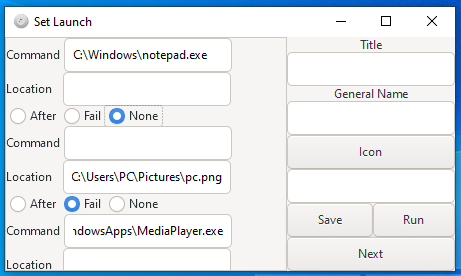 Set Launch
Command C:\Windows\notepad.exe
Location
After Fail None
Command
Location C:\Users\PC\Pictures\pc.png
After Fail None
Command ndowsApps\MediaPlayer.exe
Location
Title
General Name
Icon
Save Run
Next